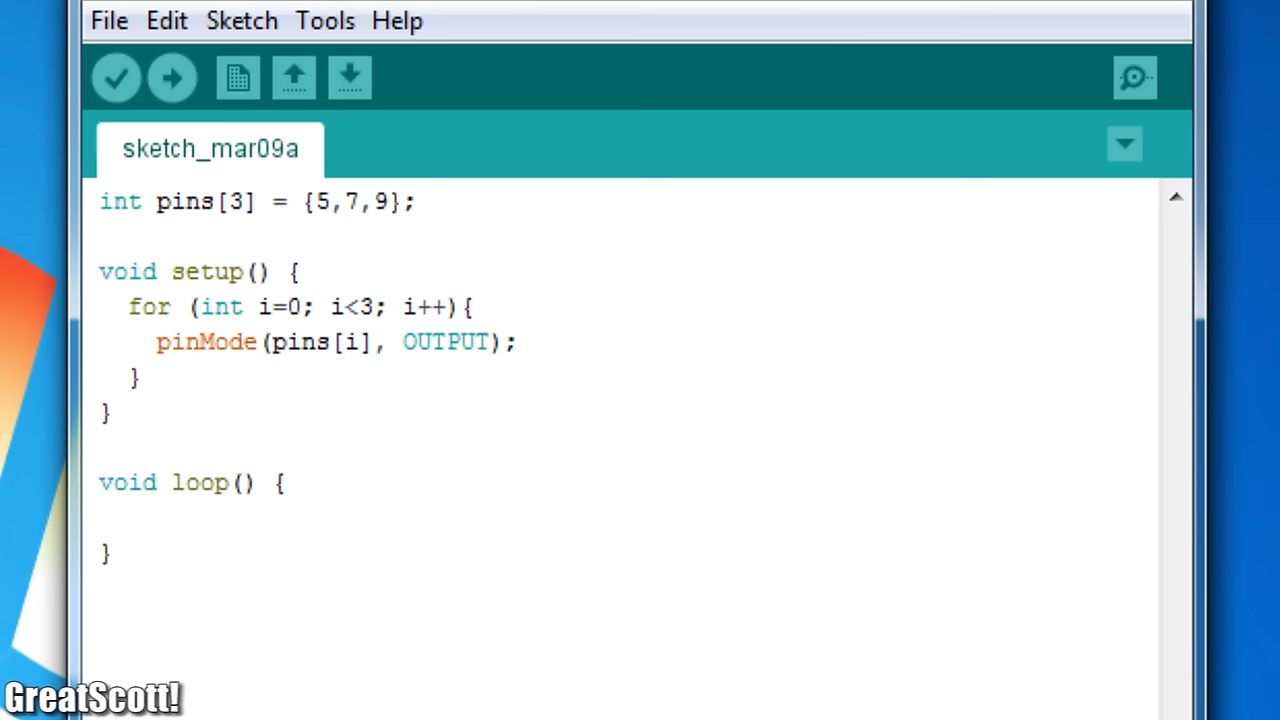 File Edit Sketch Tools Help
sketch_mar09a
int pins[3] = {5,7,9};
void setup() {
for (int i=0; i<3; i++){
pinMode(pins[i], OUTPUT);
}
}
void loop() {
}
GreatScott!